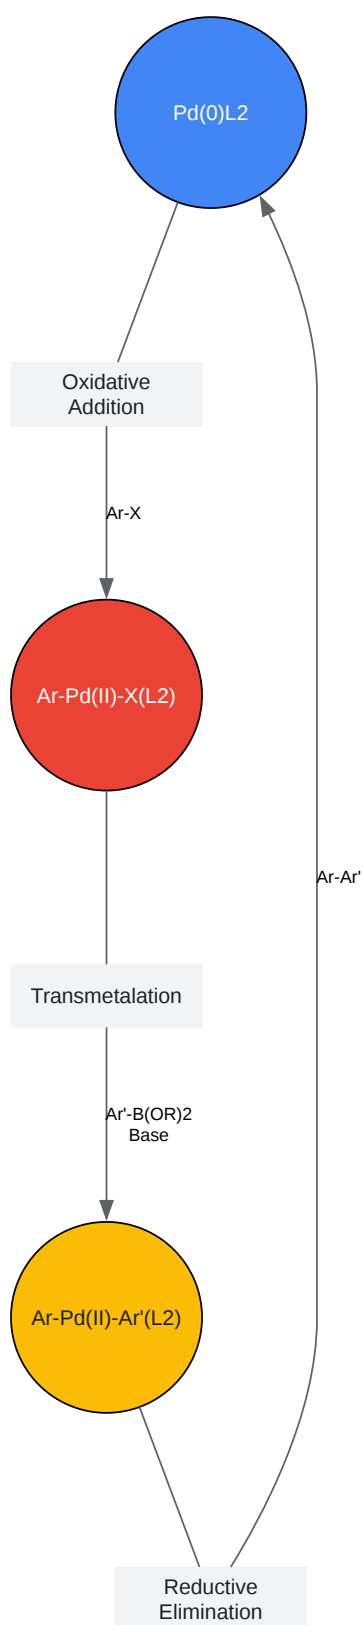 Pd(0)L2
Oxidative
Addition
Ar-X
Ar-Pd(II)-X(L2)
Ar-Ar'
Transmetalation
Ar'-B(OR)2
Base
Ar-Pd(II)-Ar'(L2)
Reductive
Elimination